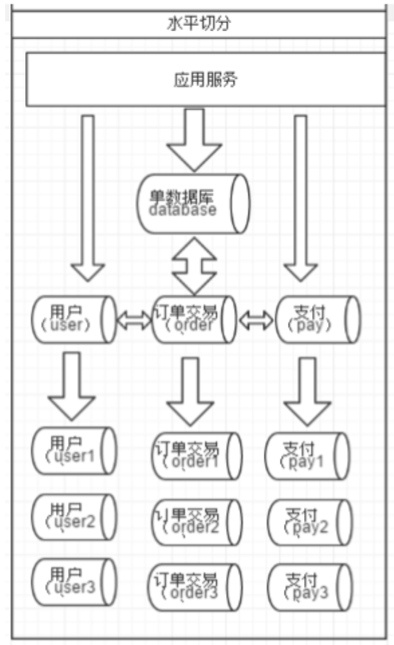 水平切分
应用服务
单数据库
database
用户
（user）
订单交易
（order
支付
（pay）
用户
（user1
订单交易
（order1
支付
（pay1
用户
（user2
订单交易
（order2
支付
（pay2
用户
（user3
订单交易
（order3
支付
（pay3